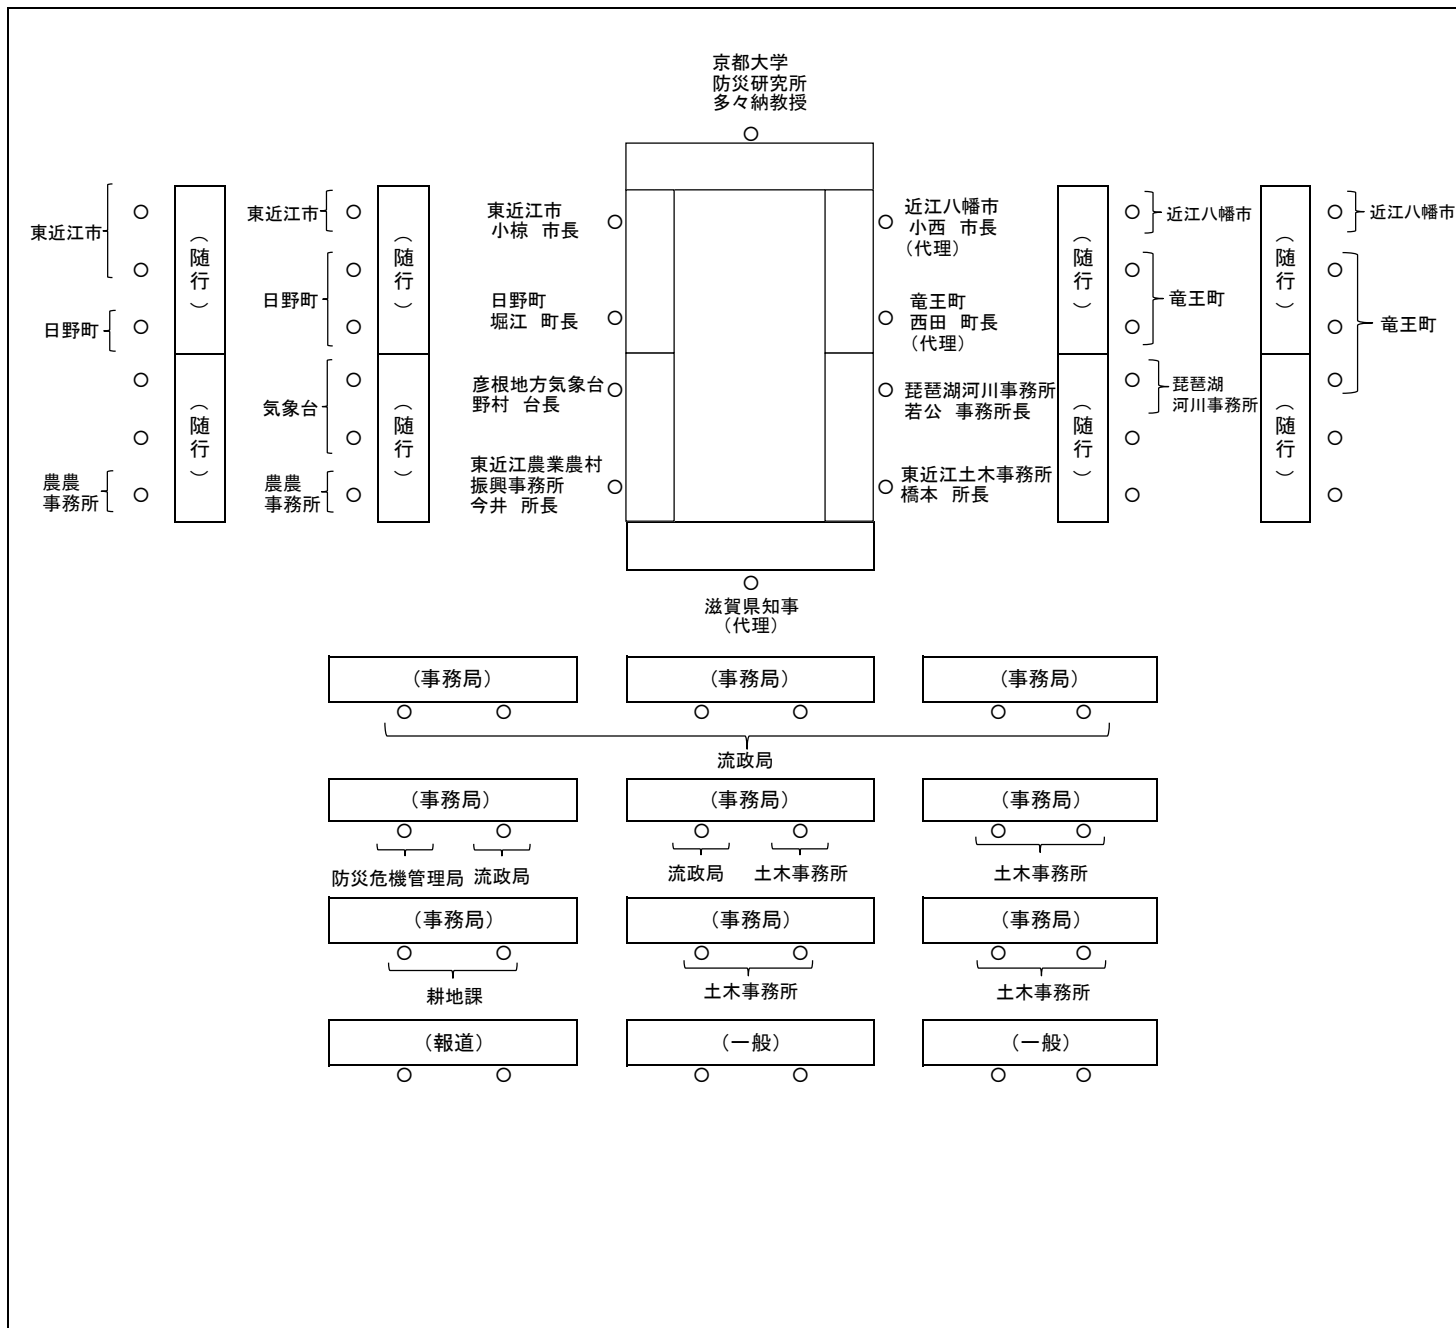 京都大学
防災研究所
多々納教授
東近江市
日野町
農農
事務所
（随行）
（随行）
東近江市
日野町
気象台
農農
事務所
（随行）
（随行）
東近江市
小椋 市長
日野町
堀江 町長
彦根地方気象台
野村 台長
東近江農業農村
振興事務所
今井 所長
近江八幡市
小西 市長
（代理）
竜王町
西田 町長
（代理）
琵琶湖河川事務所
若公 事務所長
東近江土木事務所
橋本 所長
（随行）
（随行）
近江八幡市
竜王町
琵琶湖
河川事務所
（随行）
（随行）
近江八幡市
竜王町
滋賀県知事
（代理）
（事務局）
（事務局）
（事務局）
流政局
（事務局）
（事務局）
（事務局）
防災危機管理局
流政局
流政局
土木事務所
土木事務所
（事務局）
（事務局）
（事務局）
耕地課
土木事務所
土木事務所
（報道）
（一般）
（一般）